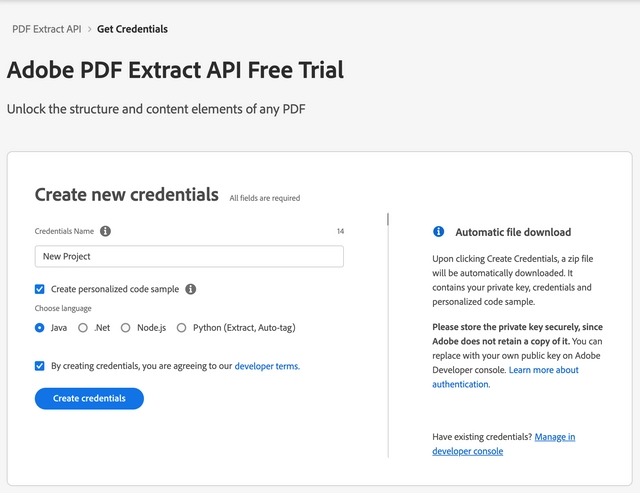 PDF Extract API > Get Credentials
Adobe PDF Extract API Free Trial
Unlock the structure and content elements of any PDF
Create new credentials All fields are required
Credentials Name 14
New Project
Create personalized code sample
Choose language
Java .Net Node.js Python (Extract, Auto-tag)
By creating credentials, you are agreeing to our developer terms.
Create credentials
Automatic file download
Upon clicking Create Credentials, a zip file
will be automatically downloaded. It
contains your private key, credentials and
personalized code sample.
Please store the private key securely, since
Adobe does not retain a copy of it. You can
replace with your own public key on Adobe
Developer console. Learn more about
authentication.
Have existing credentials? Manage in
developer console